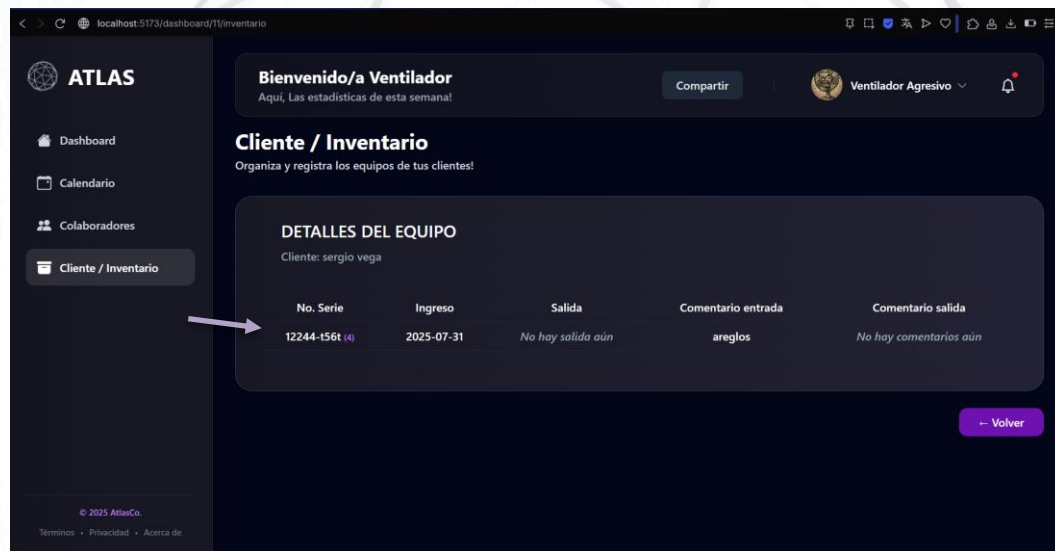 localhost:5173/dashboard/11/inventario
ATLAS
Dashboard
Calendario
Colaboradores
Cliente / Inventario
© 2025 AtlasCo.
Términos • Privacidad • Acerca de
Bienvenido/a Ventilador
Aquí, Las estadísticas de esta semana!
Compartir
Ventilador Agresivo
Cliente / Inventario
Organiza y registra los equipos de tus clientes!
DETALLES DEL EQUIPO
Cliente: sergio vega
No. Serie Ingreso Salida Comentario entrada Comentario salida
12244-t56t (4) 2025-07-31 No hay salida aún areglos No hay comentarios aún
← Volver